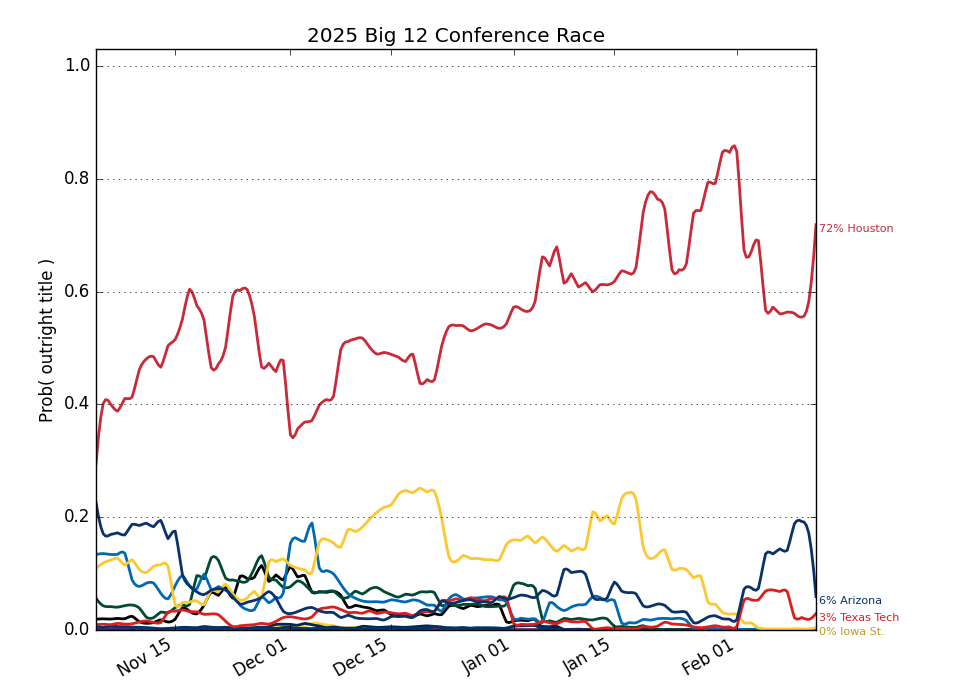 2025 Big 12 Conference Race
Prob( outright title )
1.0
0.8
0.6
0.4
0.2
0.0
72% Houston
6% Arizona
3% Texas Tech
0% Iowa St.
Nov 15
Dec 01
Dec 15
Jan 01
Jan 15
Feb 01